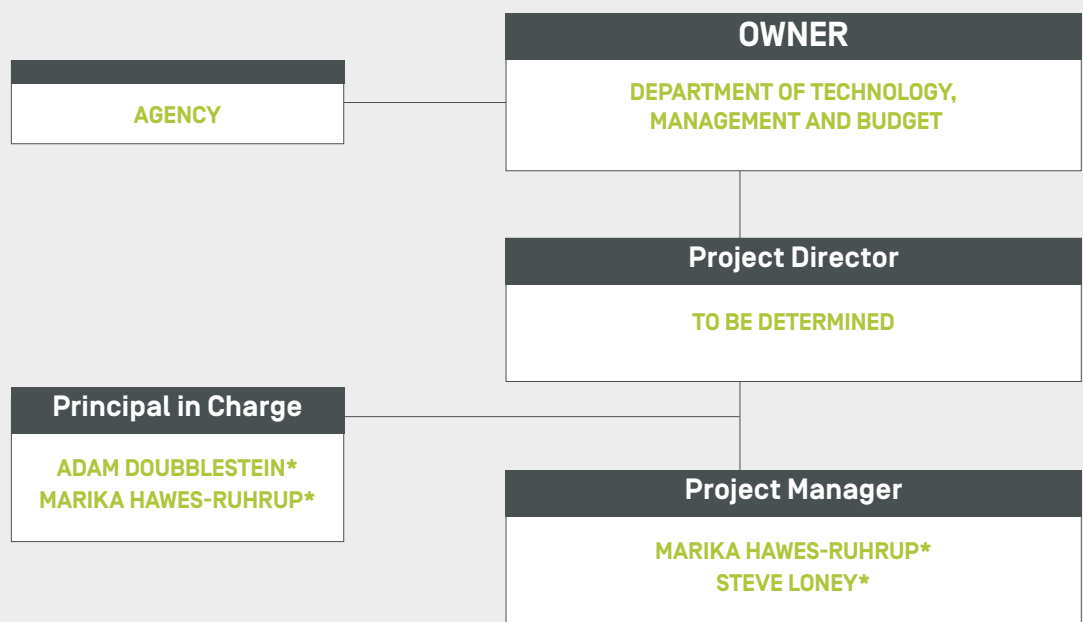 OWNER
DEPARTMENT OF TECHNOLOGY,
MANAGEMENT AND BUDGET
AGENCY
Project Director
TO BE DETERMINED
Principal in Charge
ADAM DOUBBLESTEIN*
MARIKA HAWES-RUHRUP*
Project Manager
MARIKA HAWES-RUHRUP*
STEVE LONEY*